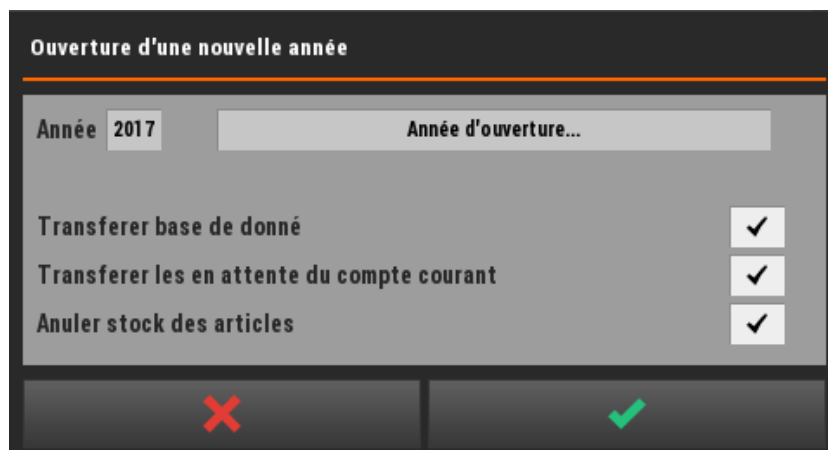 Ouverture d'une nouvelle année
Année 2017 Année d'ouverture...
Transferer base de donné
Transferer les en attente du compte courant
Anuler stock des articles